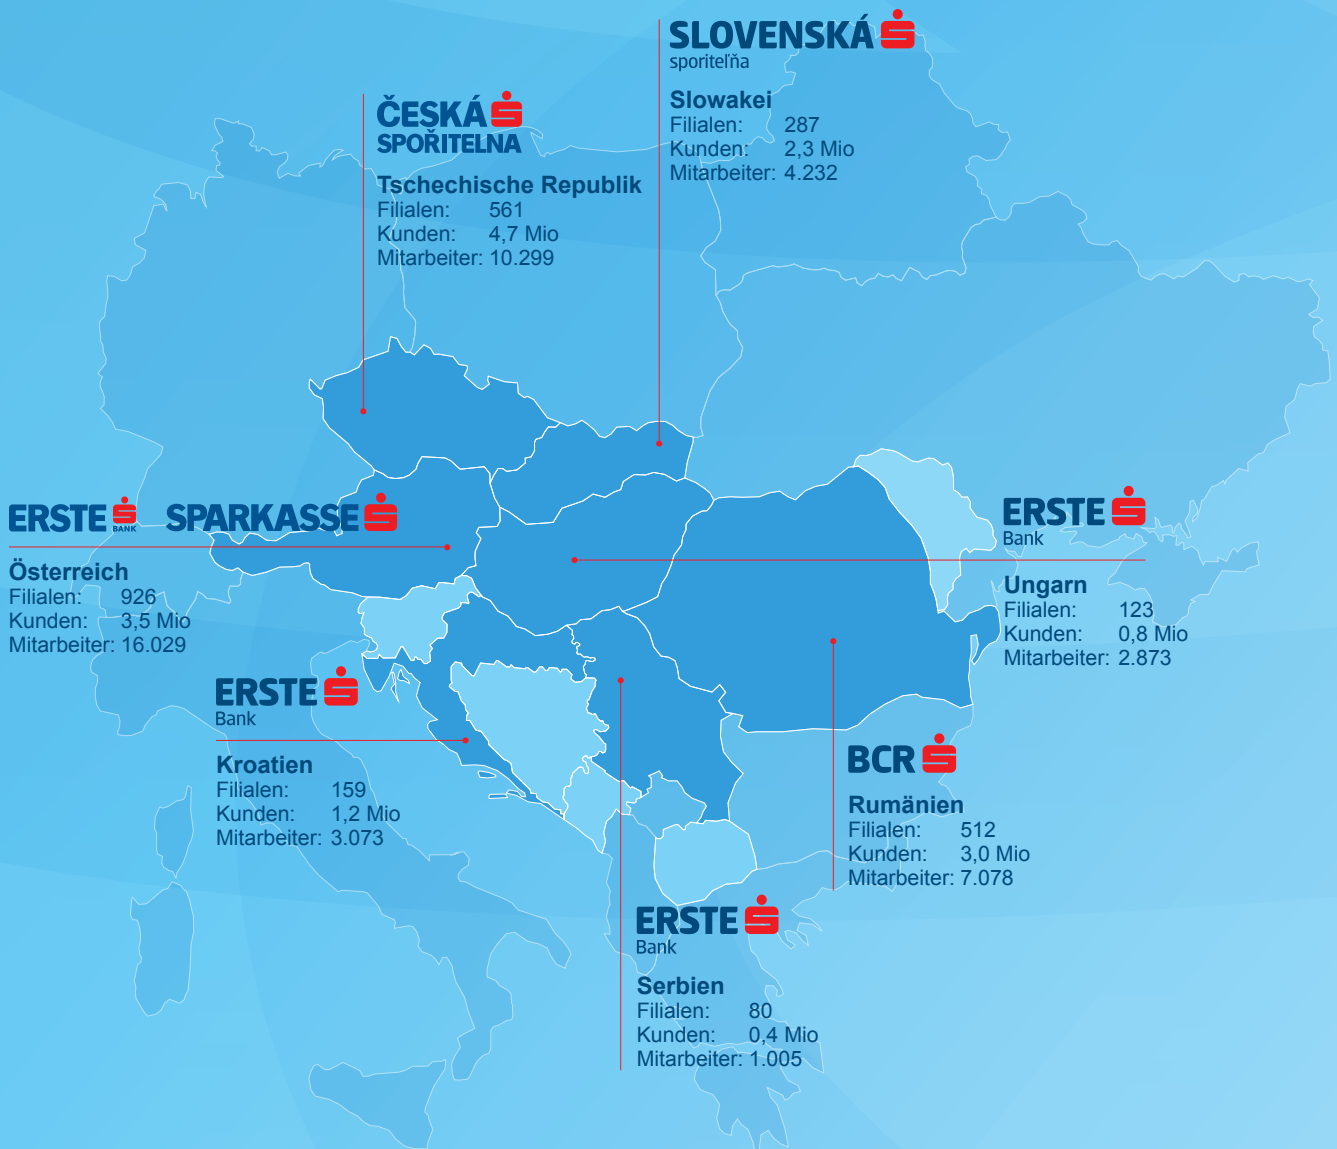 SLOVENSKÁ
sporiteľňa
Slowakei
Filialen: 287
Kunden: 2,3 Mio
Mitarbeiter: 4.232
ČESKÁ
SPOŘITELNA
Tschechische Republik
Filialen: 561
Kunden: 4,7 Mio
Mitarbeiter: 10.299
ERSTE BANK SPARKASSE
Österreich
Filialen: 926
Kunden: 3,5 Mio
Mitarbeiter: 16.029
ERSTE
Bank
Ungarn
Filialen: 123
Kunden: 0,8 Mio
Mitarbeiter: 2.873
ERSTE
Bank
Kroatien
Filialen: 159
Kunden: 1,2 Mio
Mitarbeiter: 3.073
BCR
Rumänien
Filialen: 512
Kunden: 3,0 Mio
Mitarbeiter: 7.078
ERSTE
Bank
Serbien
Filialen: 80
Kunden: 0,4 Mio
Mitarbeiter: 1.005